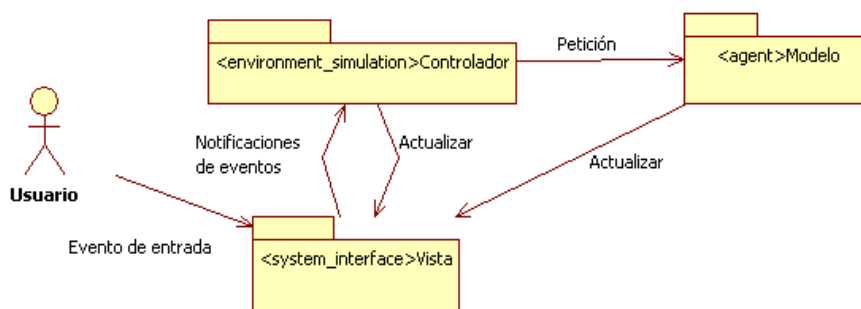 Petición
<environment_simulation>Controlador
<agent>Modelo
Notificaciones
de eventos
Actualizar
Actualizar
Usuario
Evento de entrada
<system_interface>Vista